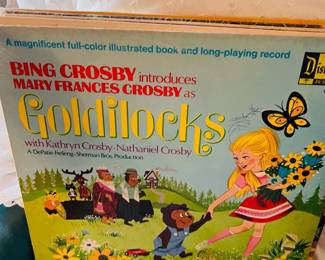 A magnificent full-color illustrated book and long-playing record
BING CROSBY introduces
MARY FRANCES CROSBY as
Goldilocks
with Kathryn Crosby · Nathaniel Crosby
A DePatie-Freleng-Sherman Bros. Production